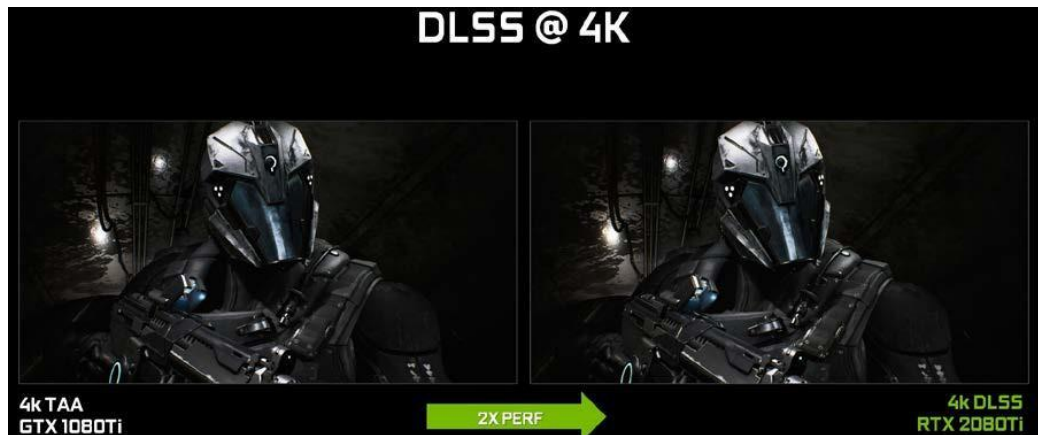 DLSS @ 4K
4k TAA
GTX 1080Ti
2X PERF
4k DLSS
RTX 2080Ti